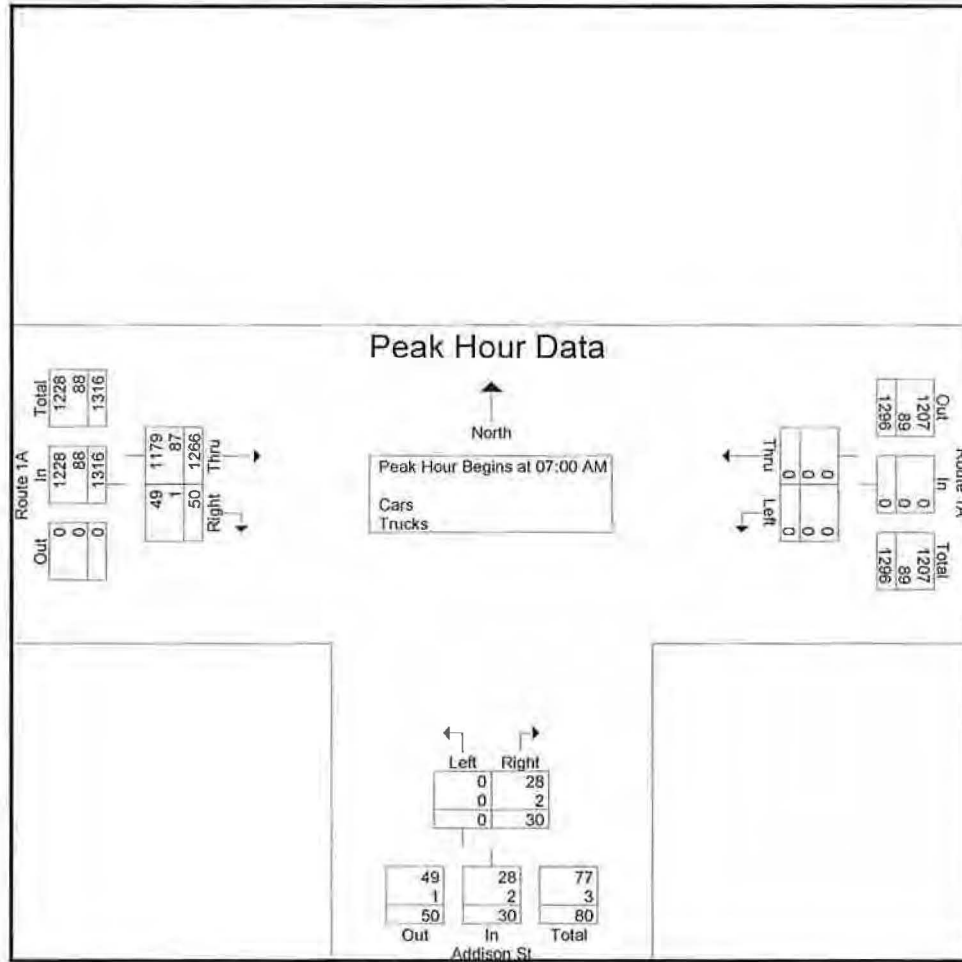 Peak Hour Data
North
Peak Hour Begins at 07:00 AM
Cars
Trucks
Route 1A
Out In Total
0 1228 1228
0 88 88
0 1316 1316
Right Thru
49 1179
1 87
50 1266
Thru Left
0 0
0 0
0 0
Route 1A
Out In Total
1207 0 1207
89 0 89
1296 0 1296
Left Right
0 28
0 2
0 30
49 28 77
1 2 3
50 30 80
Out In Total
Addison St